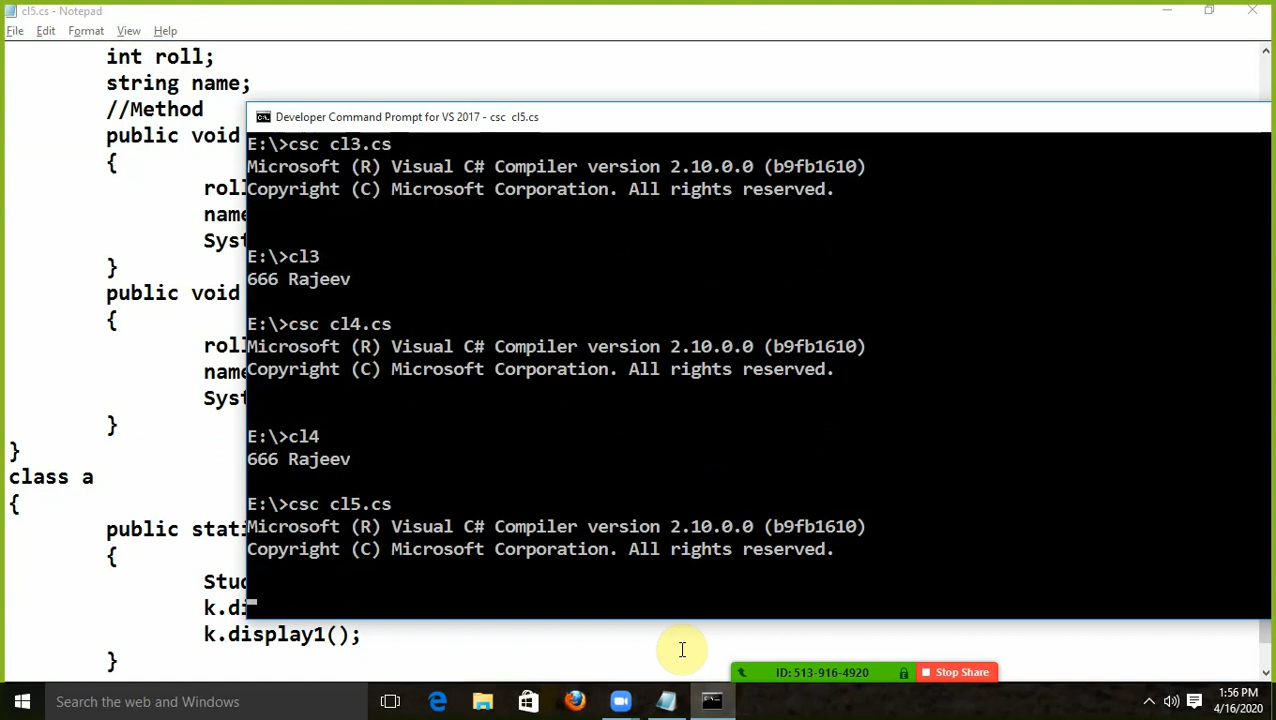 cl5.cs - Notepad
File Edit Format View Help
int roll;
string name;
//Method
public void
{
roll
name
Syst
}
public void
{
roll
name
Syst
}
}
class a
{
public stati
{
Stud
k.di
k.display1();
}
Developer Command Prompt for VS 2017 - csc cl5.cs
E:\>csc cl3.cs
Microsoft (R) Visual C# Compiler version 2.10.0.0 (b9fb1610)
Copyright (C) Microsoft Corporation. All rights reserved.
E:\>cl3
666 Rajeev
E:\>csc cl4.cs
Microsoft (R) Visual C# Compiler version 2.10.0.0 (b9fb1610)
Copyright (C) Microsoft Corporation. All rights reserved.
E:\>cl4
666 Rajeev
E:\>csc cl5.cs
Microsoft (R) Visual C# Compiler version 2.10.0.0 (b9fb1610)
Copyright (C) Microsoft Corporation. All rights reserved.
ID: 513-916-4920 Stop Share
Search the web and Windows
1:56 PM
4/16/2020